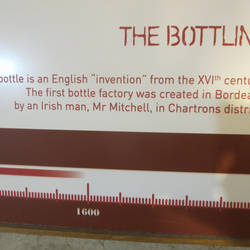 THE BOTTLIN
bottle is an English "invention" from the XVIth centu
The first bottle factory was created in Bordea
by an Irish man, Mr Mitchell, in Chartrons distri
1600